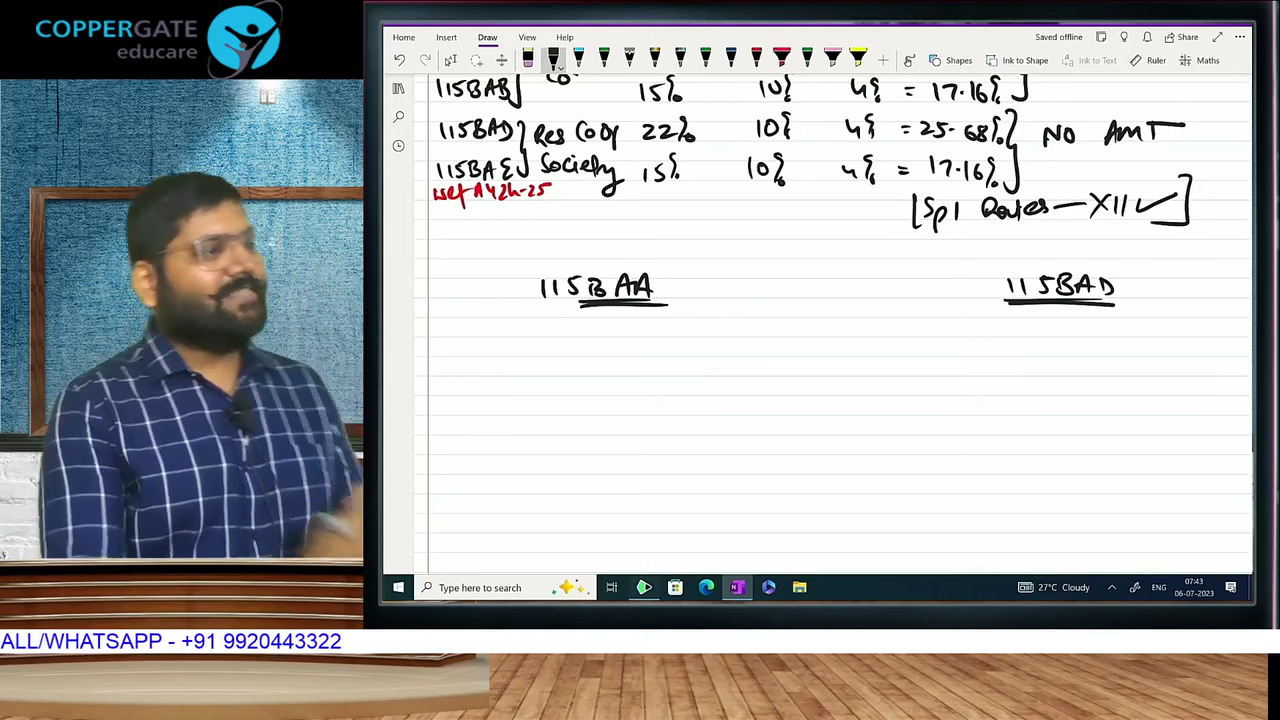 COPPERGATE
educare
Home Insert Draw View Help
Saved offline Share
Shapes Ink to Shape Ink to Text Ruler Maths
115BAB Co. 15% 10% 4% = 17.16%
115BAD Res CoOp 22% 10% 4% = 25.68% NO AMT
115BAE Society 15% 10% 4% = 17.16%
wef AY 24-25
[Spl Rates — XII ✓]
115BAA 115BAD
Type here to search
27°C Cloudy ENG 07:43
06-07-2023
ALL/WHATSAPP - +91 9920443322